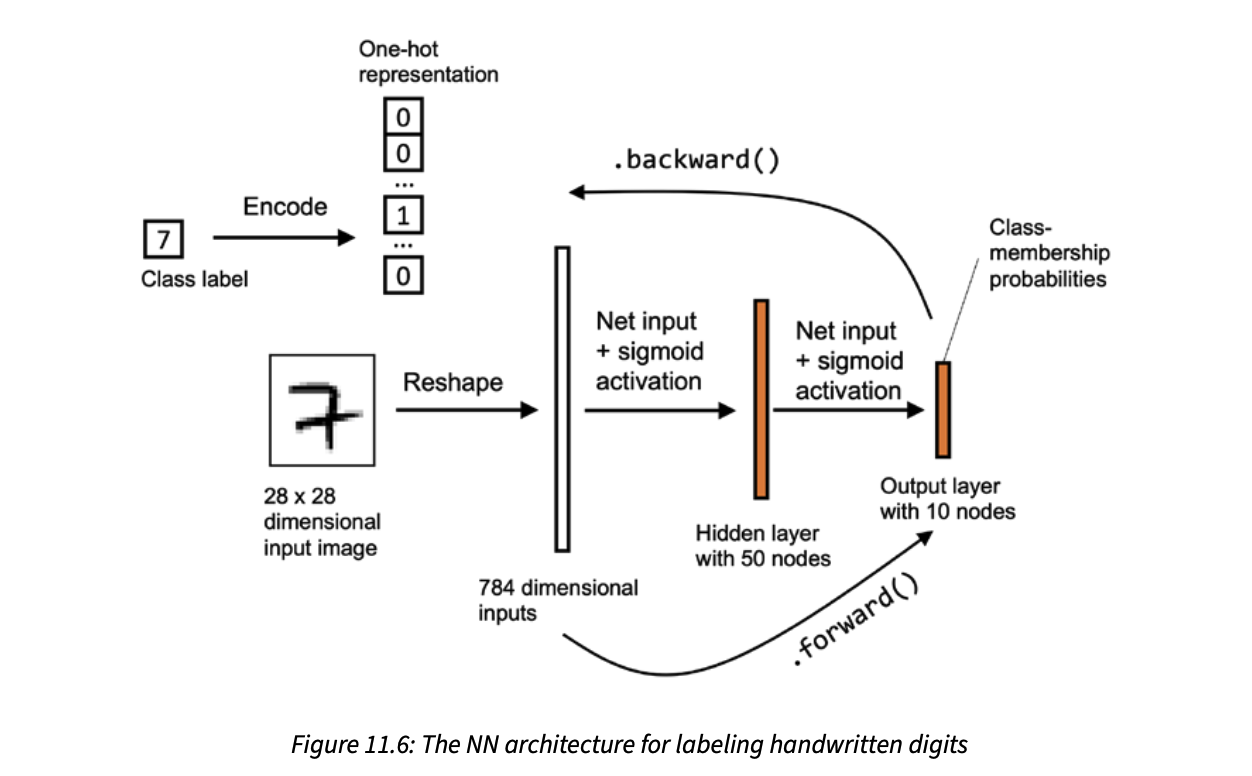 One-hot
representation
0
0
...
1
...
0
Encode
7
Class label
.backward()
Class-
membership
probabilities
Net input
+ sigmoid
activation
Net input
+ sigmoid
activation
Reshape
7
28 x 28
dimensional
input image
784 dimensional
inputs
Hidden layer
with 50 nodes
Output layer
with 10 nodes
.forward()
Figure 11.6: The NN architecture for labeling handwritten digits